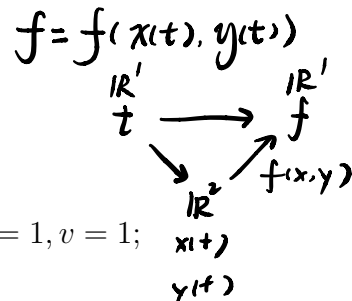 f = f( x(t), y(t))
ℝ¹ ℝ¹
t → f
f(x,y)
ℝ²
= 1, v = 1;
x(t)
y(t)